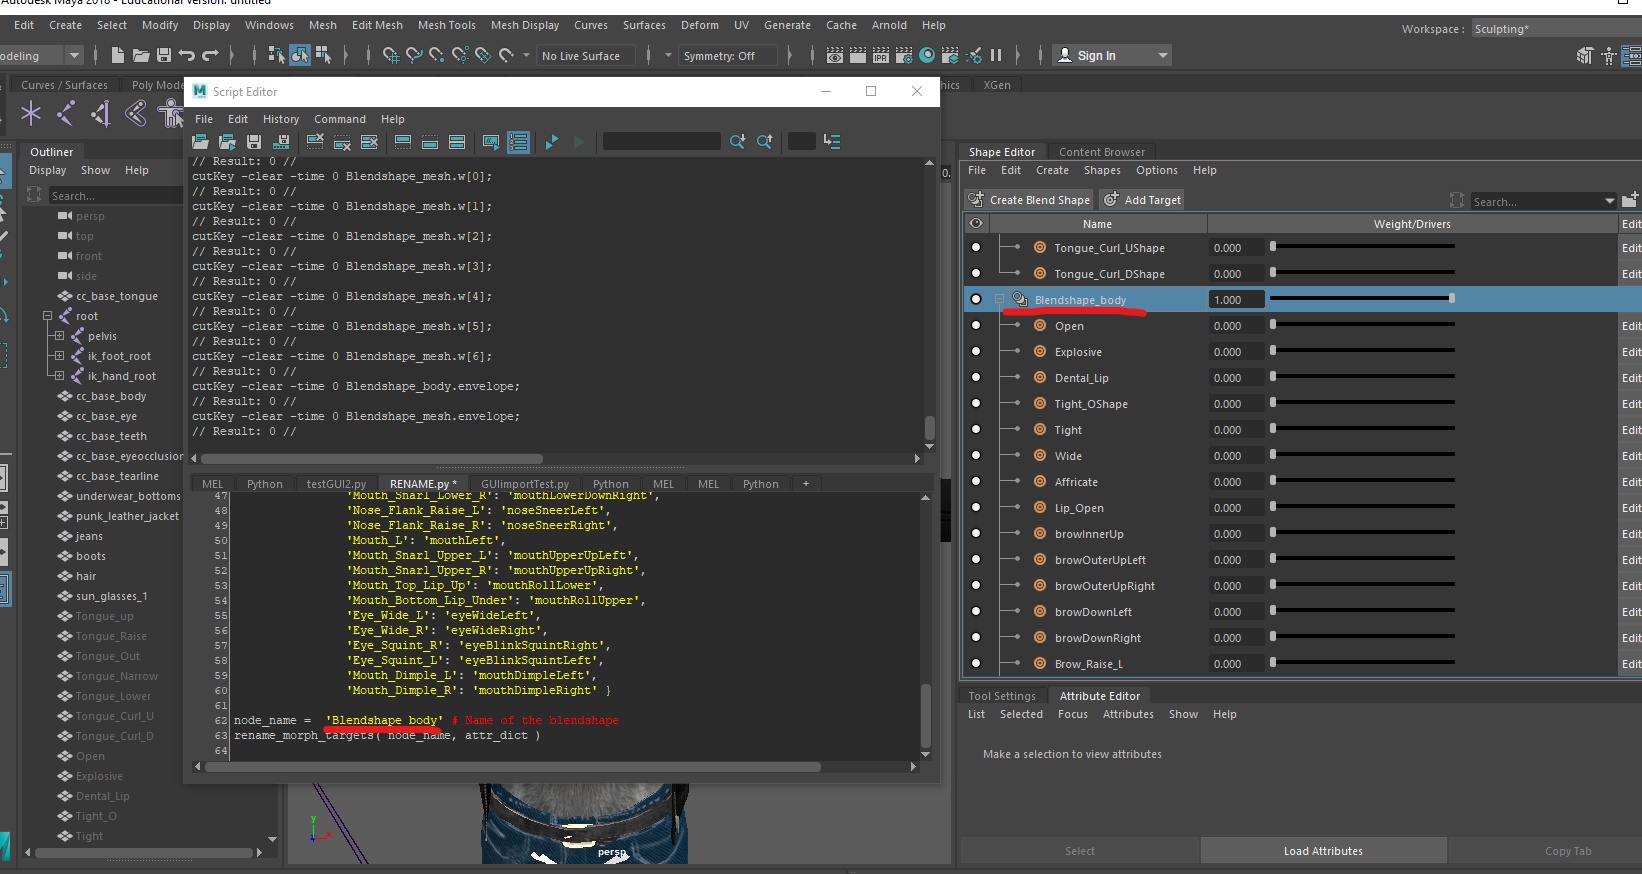 Autodesk Maya 2018 - Educational Version: untitled
Edit Create Select Modify Display Windows Mesh Edit Mesh Mesh Tools Mesh Display Curves Surfaces Deform UV Generate Cache Arnold Help
Workspace : Sculpting*
odeling
No Live Surface
Symmetry: Off
IPR
Sign In
Curves / Surfaces Poly Mode
hics XGen
Script Editor
File Edit History Command Help
// Result: 0 //
cutKey -clear -time 0 Blendshape_mesh.w[0];
// Result: 0 //
cutKey -clear -time 0 Blendshape_mesh.w[1];
// Result: 0 //
cutKey -clear -time 0 Blendshape_mesh.w[2];
// Result: 0 //
cutKey -clear -time 0 Blendshape_mesh.w[3];
// Result: 0 //
cutKey -clear -time 0 Blendshape_mesh.w[4];
// Result: 0 //
cutKey -clear -time 0 Blendshape_mesh.w[5];
// Result: 0 //
cutKey -clear -time 0 Blendshape_mesh.w[6];
// Result: 0 //
cutKey -clear -time 0 Blendshape_body.envelope;
// Result: 0 //
cutKey -clear -time 0 Blendshape_mesh.envelope;
// Result: 0 //
MEL Python testGUI2.py RENAME.py * GUIimportTest.py Python MEL MEL Python +
47 'Mouth_Snarl_Lower_R': 'mouthLowerDownRight',
48 'Nose_Flank_Raise_L': 'noseSneerLeft',
49 'Nose_Flank_Raise_R': 'noseSneerRight',
50 'Mouth_L': 'mouthLeft',
51 'Mouth_Snarl_Upper_L': 'mouthUpperUpLeft',
52 'Mouth_Snarl_Upper_R': 'mouthUpperUpRight',
53 'Mouth_Top_Lip_Up': 'mouthRollLower',
54 'Mouth_Bottom_Lip_Under': 'mouthRollUpper',
55 'Eye_Wide_L': 'eyeWideLeft',
56 'Eye_Wide_R': 'eyeWideRight',
57 'Eye_Squint_R': 'eyeBlinkSquintRight',
58 'Eye_Squint_L': 'eyeBlinkSquintLeft',
59 'Mouth_Dimple_L': 'mouthDimpleLeft',
60 'Mouth_Dimple_R': 'mouthDimpleRight' }
61
62 node_name = 'Blendshape_body' # Name of the blendshape
63 rename_morph_targets( node_name, attr_dict )
64
Outliner
Display Show Help
Search...
persp
top
front
side
cc_base_tongue
root
pelvis
ik_foot_root
ik_hand_root
cc_base_body
cc_base_eye
cc_base_teeth
cc_base_eyeocclusion
cc_base_tearline
underwear_bottoms
punk_leather_jacket
jeans
boots
hair
sun_glasses_1
Tongue_up
Tongue_Raise
Tongue_Out
Tongue_Narrow
Tongue_Lower
Tongue_Curl_U
Tongue_Curl_D
Open
Explosive
Dental_Lip
Tight_O
Tight
y
x
persp
0.
Shape Editor Content Browser
File Edit Create Shapes Options Help
Create Blend Shape Add Target Search...
Name Weight/Drivers Edit
Tongue_Curl_UShape 0.000 Edit
Tongue_Curl_DShape 0.000 Edit
Blendshape_body 1.000
Open 0.000 Edit
Explosive 0.000 Edit
Dental_Lip 0.000 Edit
Tight_OShape 0.000 Edit
Tight 0.000 Edit
Wide 0.000 Edit
Affricate 0.000 Edit
Lip_Open 0.000 Edit
browInnerUp 0.000 Edit
browOuterUpLeft 0.000 Edit
browOuterUpRight 0.000 Edit
browDownLeft 0.000 Edit
browDownRight 0.000 Edit
Brow_Raise_L 0.000 Edit
Tool Settings Attribute Editor
List Selected Focus Attributes Show Help
Make a selection to view attributes
Select Load Attributes Copy Tab